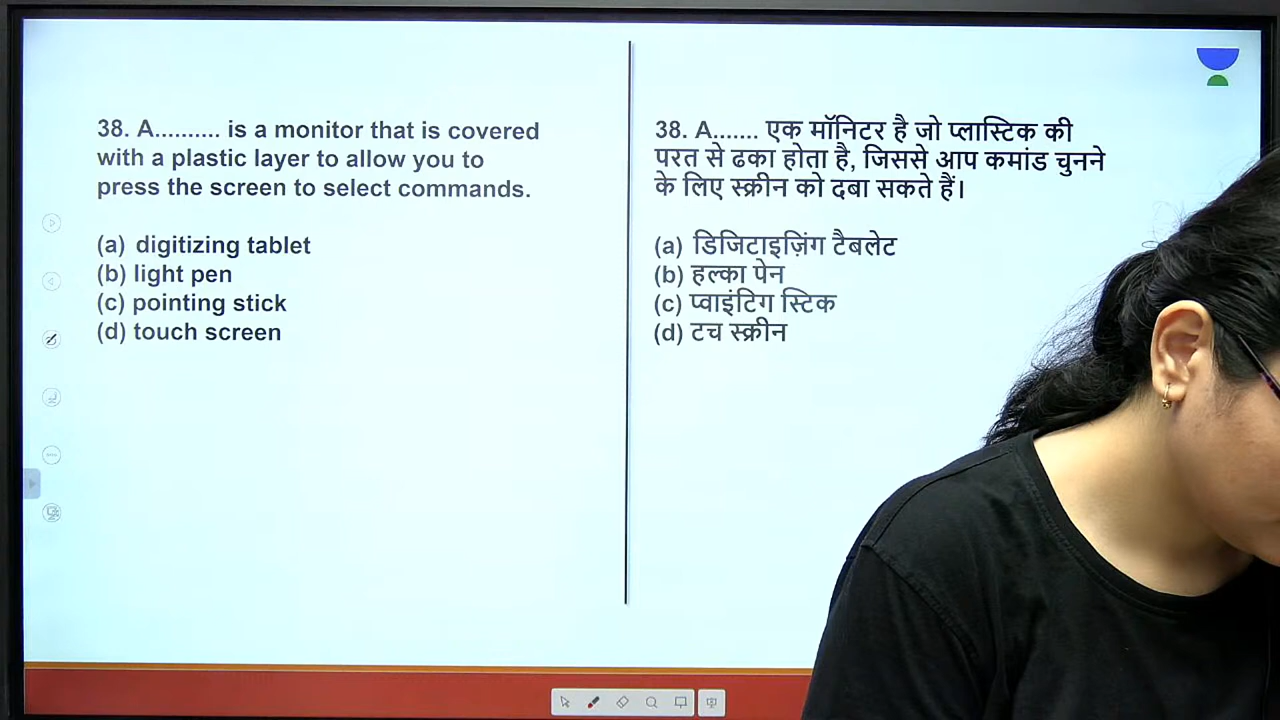 38. A.......... is a monitor that is covered
with a plastic layer to allow you to
press the screen to select commands.
(a) digitizing tablet
(b) light pen
(c) pointing stick
(d) touch screen
38. A....... एक मॉनिटर है जो प्लास्टिक की
परत से ढका होता है, जिससे आप कमांड चुनने
के लिए स्क्रीन को दबा सकते हैं।
(a) डिजिटाइज़िंग टैबलेट
(b) हल्का पेन
(c) प्वाइंटिग स्टिक
(d) टच स्क्रीन